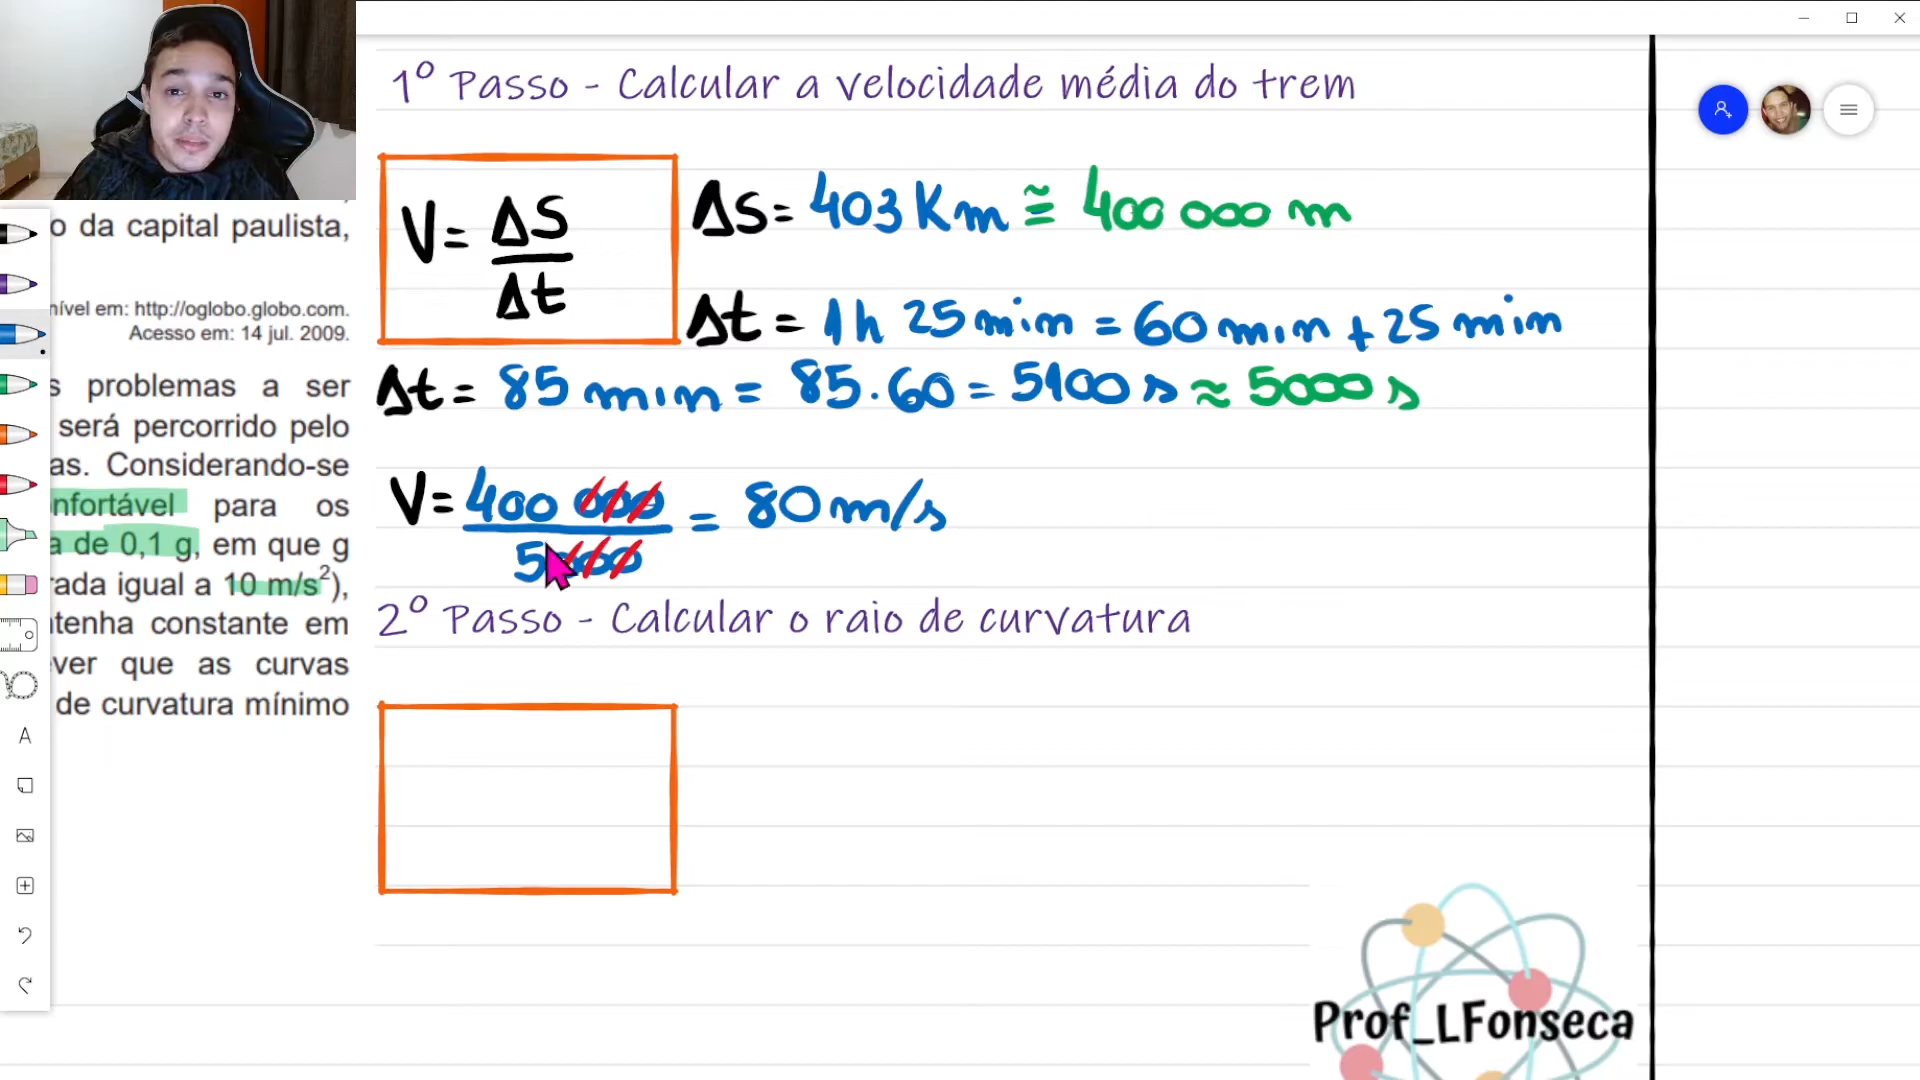 o da capital paulista,
nível em: http://oglobo.globo.com.
Acesso em: 14 jul. 2009.
s problemas a ser
será percorrido pelo
as. Considerando-se
nfortável para os
a de 0,1 g, em que g
rada igual a 10 m/s²),
ntenha constante em
ver que as curvas
de curvatura mínimo
1º Passo - Calcular a velocidade média do trem
V = ΔS/Δt
ΔS = 403 Km ≅ 400 000 m
Δt = 1h 25 min = 60 min + 25 min
Δt = 85 min = 85.60 = 5100 s ≈ 5000 s
V = 400 000/5000 = 80 m/s
2º Passo - Calcular o raio de curvatura
Prof_LFonseca